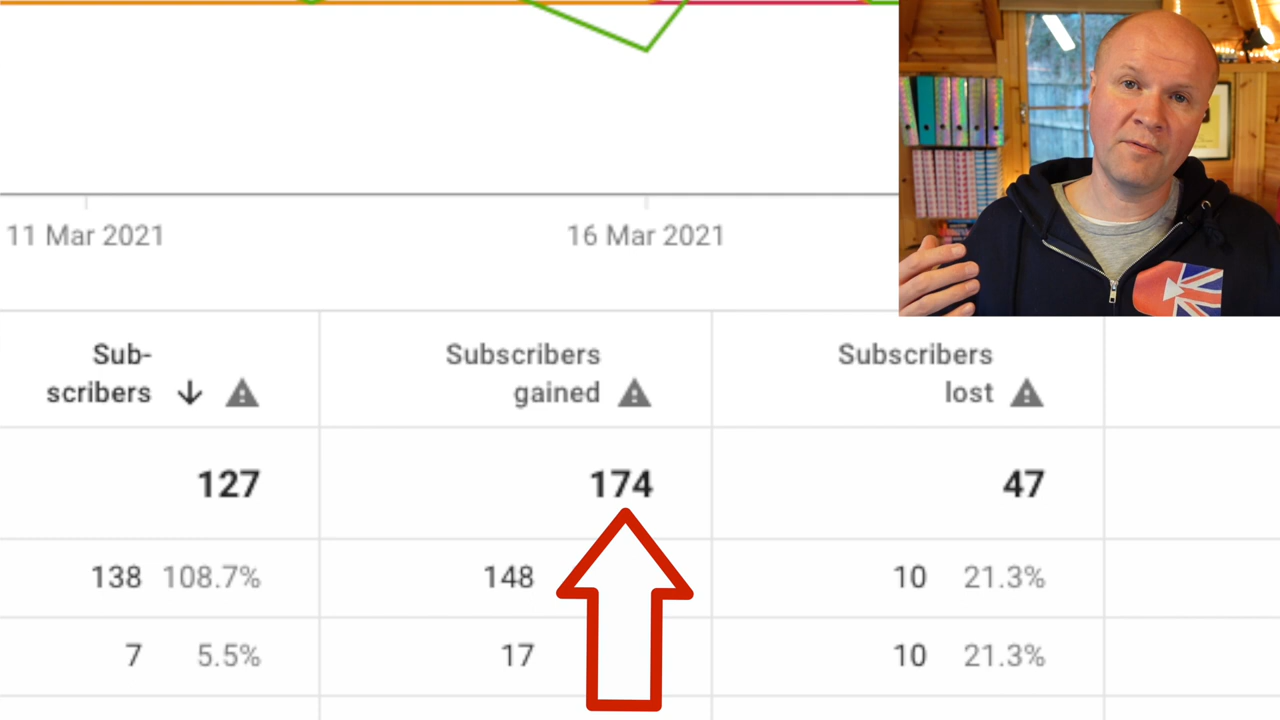 11 Mar 2021
16 Mar 2021
Sub-
scribers
Subscribers
gained
Subscribers
lost
127
174
47
138 108.7%
148
10 21.3%
7 5.5%
17
10 21.3%